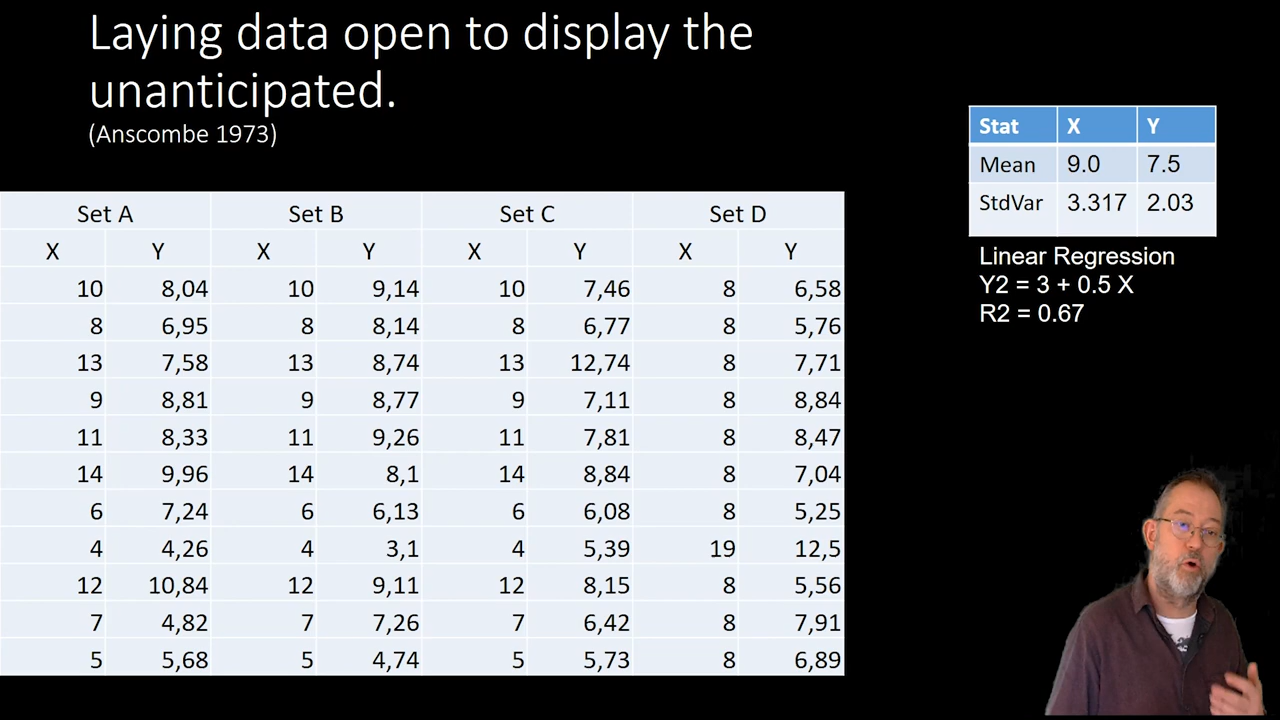 Laying data open to display the
unanticipated.
(Anscombe 1973)
Set A Set B Set C Set D
X Y X Y X Y X Y
10 8,04 10 9,14 10 7,46 8 6,58
8 6,95 8 8,14 8 6,77 8 5,76
13 7,58 13 8,74 13 12,74 8 7,71
9 8,81 9 8,77 9 7,11 8 8,84
11 8,33 11 9,26 11 7,81 8 8,47
14 9,96 14 8,1 14 8,84 8 7,04
6 7,24 6 6,13 6 6,08 8 5,25
4 4,26 4 3,1 4 5,39 19 12,5
12 10,84 12 9,11 12 8,15 8 5,56
7 4,82 7 7,26 7 6,42 8 7,91
5 5,68 5 4,74 5 5,73 8 6,89
Stat X Y
Mean 9.0 7.5
StdVar 3.317 2.03
Linear Regression
Y2 = 3 + 0.5 X
R2 = 0.67